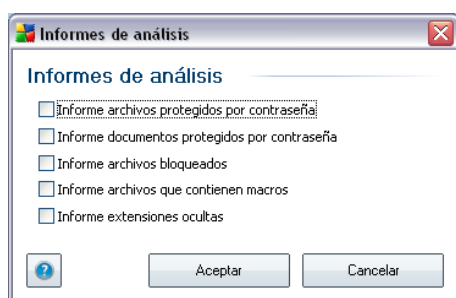 Informes de análisis
Informes de análisis
Informe archivos protegidos por contraseña
Informe documentos protegidos por contraseña
Informe archivos bloqueados
Informe archivos que contienen macros
Informe extensiones ocultas
? Aceptar Cancelar